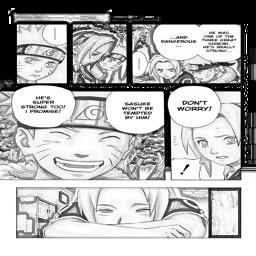 HE WAS
ONE OF THE
THREE GREAT
SHINOBI.
HE'S REALLY
STRONG...
...AND
DANGEROUS
...
DON'T
WORRY!
SASUKE
WON'T BE
TEMPTED
BY HIM!
HE'S
SUPER
STRONG TOO!
I PROMISE!
!